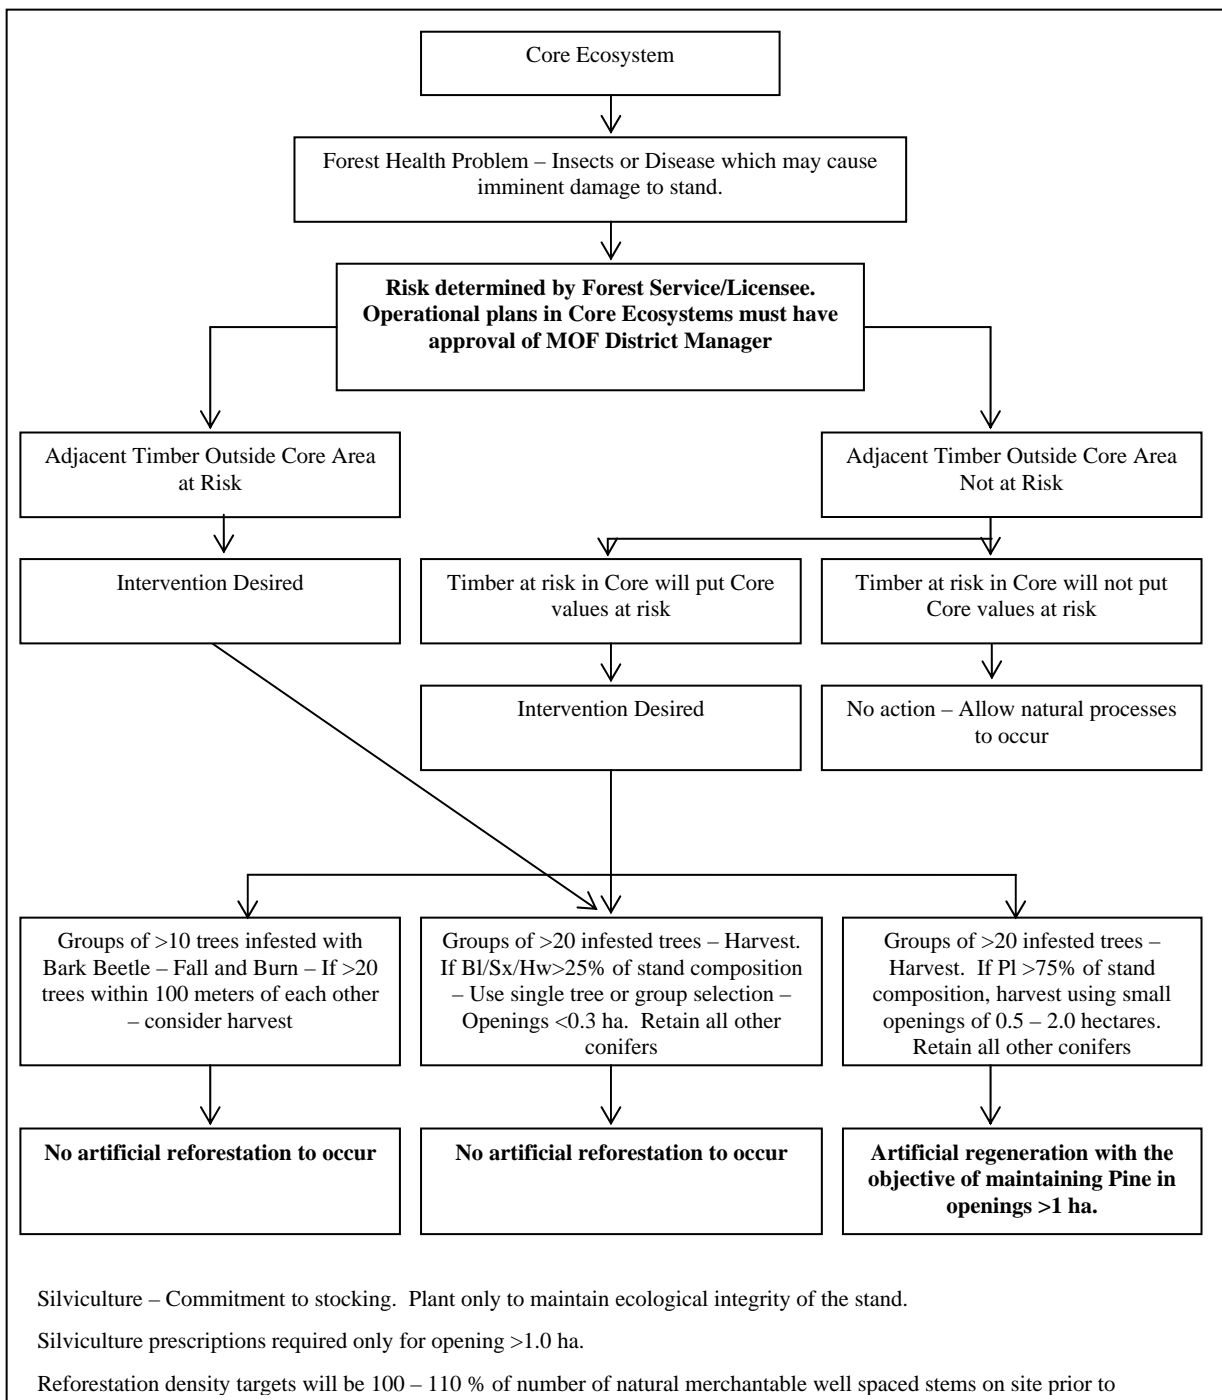 Core Ecosystem
Forest Health Problem – Insects or Disease which may cause
imminent damage to stand.
Risk determined by Forest Service/Licensee.
Operational plans in Core Ecosystems must have
approval of MOF District Manager
Adjacent Timber Outside Core Area
at Risk
Adjacent Timber Outside Core Area
Not at Risk
Intervention Desired
Timber at risk in Core will put Core
values at risk
Timber at risk in Core will not put
Core values at risk
Intervention Desired
No action – Allow natural processes
to occur
Groups of >10 trees infested with
Bark Beetle – Fall and Burn – If >20
trees within 100 meters of each other
– consider harvest
Groups of >20 infested trees – Harvest.
If Bl/Sx/Hw>25% of stand composition
– Use single tree or group selection –
Openings <0.3 ha.  Retain all other
conifers
Groups of >20 infested trees –
Harvest.  If Pl >75% of stand
composition, harvest using small
openings of 0.5 – 2.0 hectares.
Retain all other conifers
No artificial reforestation to occur
No artificial reforestation to occur
Artificial regeneration with the
objective of maintaining Pine in
openings >1 ha.
Silviculture – Commitment to stocking.  Plant only to maintain ecological integrity of the stand.
Silviculture prescriptions required only for opening >1.0 ha.
Reforestation density targets will be 100 – 110 % of number of natural merchantable well spaced stems on site prior to